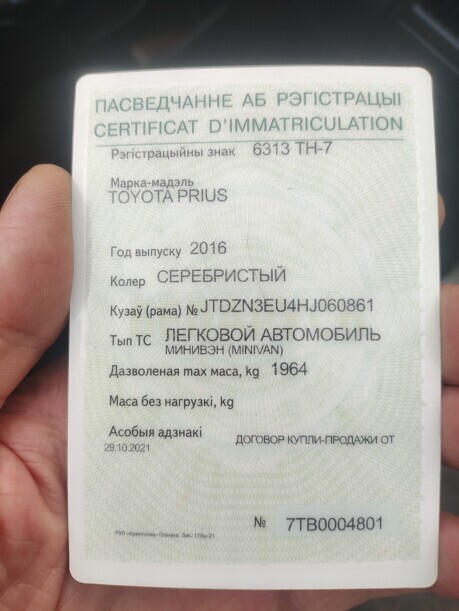 ПАСВЕДЧАННЕ АБ РЭГІСТРАЦЫІ
CERTIFICAT D'IMMATRICULATION
Рэгістрацыйны знак 6313 TH-7
Марка-мадэль
TOYOTA PRIUS
Год выпуску 2016
Колер СЕРЕБРИСТЫЙ
Кузаў (рама) № JTDZN3EU4HJ060861
Тып ТС ЛЕГКОВОЙ АВТОМОБИЛЬ
МИНИВЭН (MINIVAN)
Дазволеная max маса, kg 1964
Маса без нагрузкі, kg
Асобыя адзнакі ДОГОВОР КУПЛИ-ПРОДАЖИ ОТ
29.10.2021
№ 7TB0004801